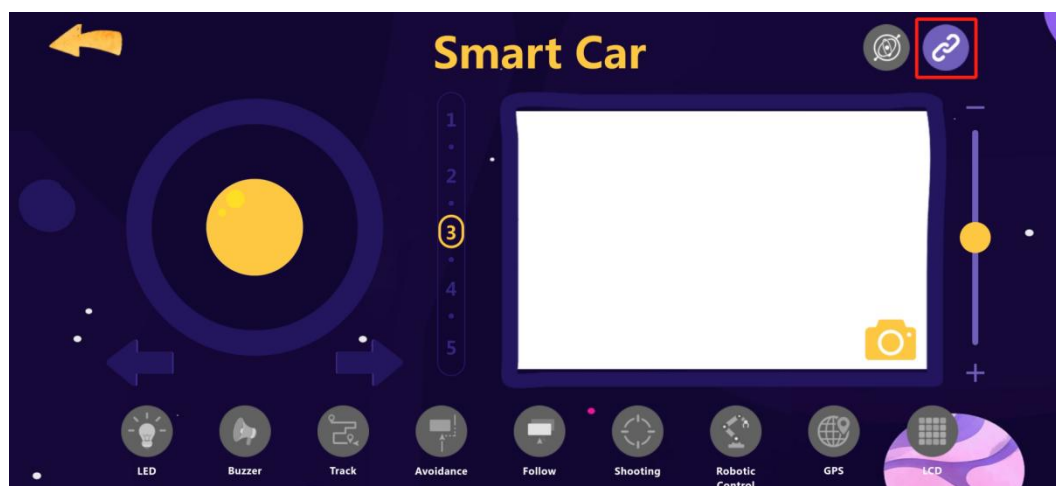 Smart Car
1
2
3
4
5
LED
Buzzer
Track
Avoidance
Follow
Shooting
Robotic
Control
GPS
LCD